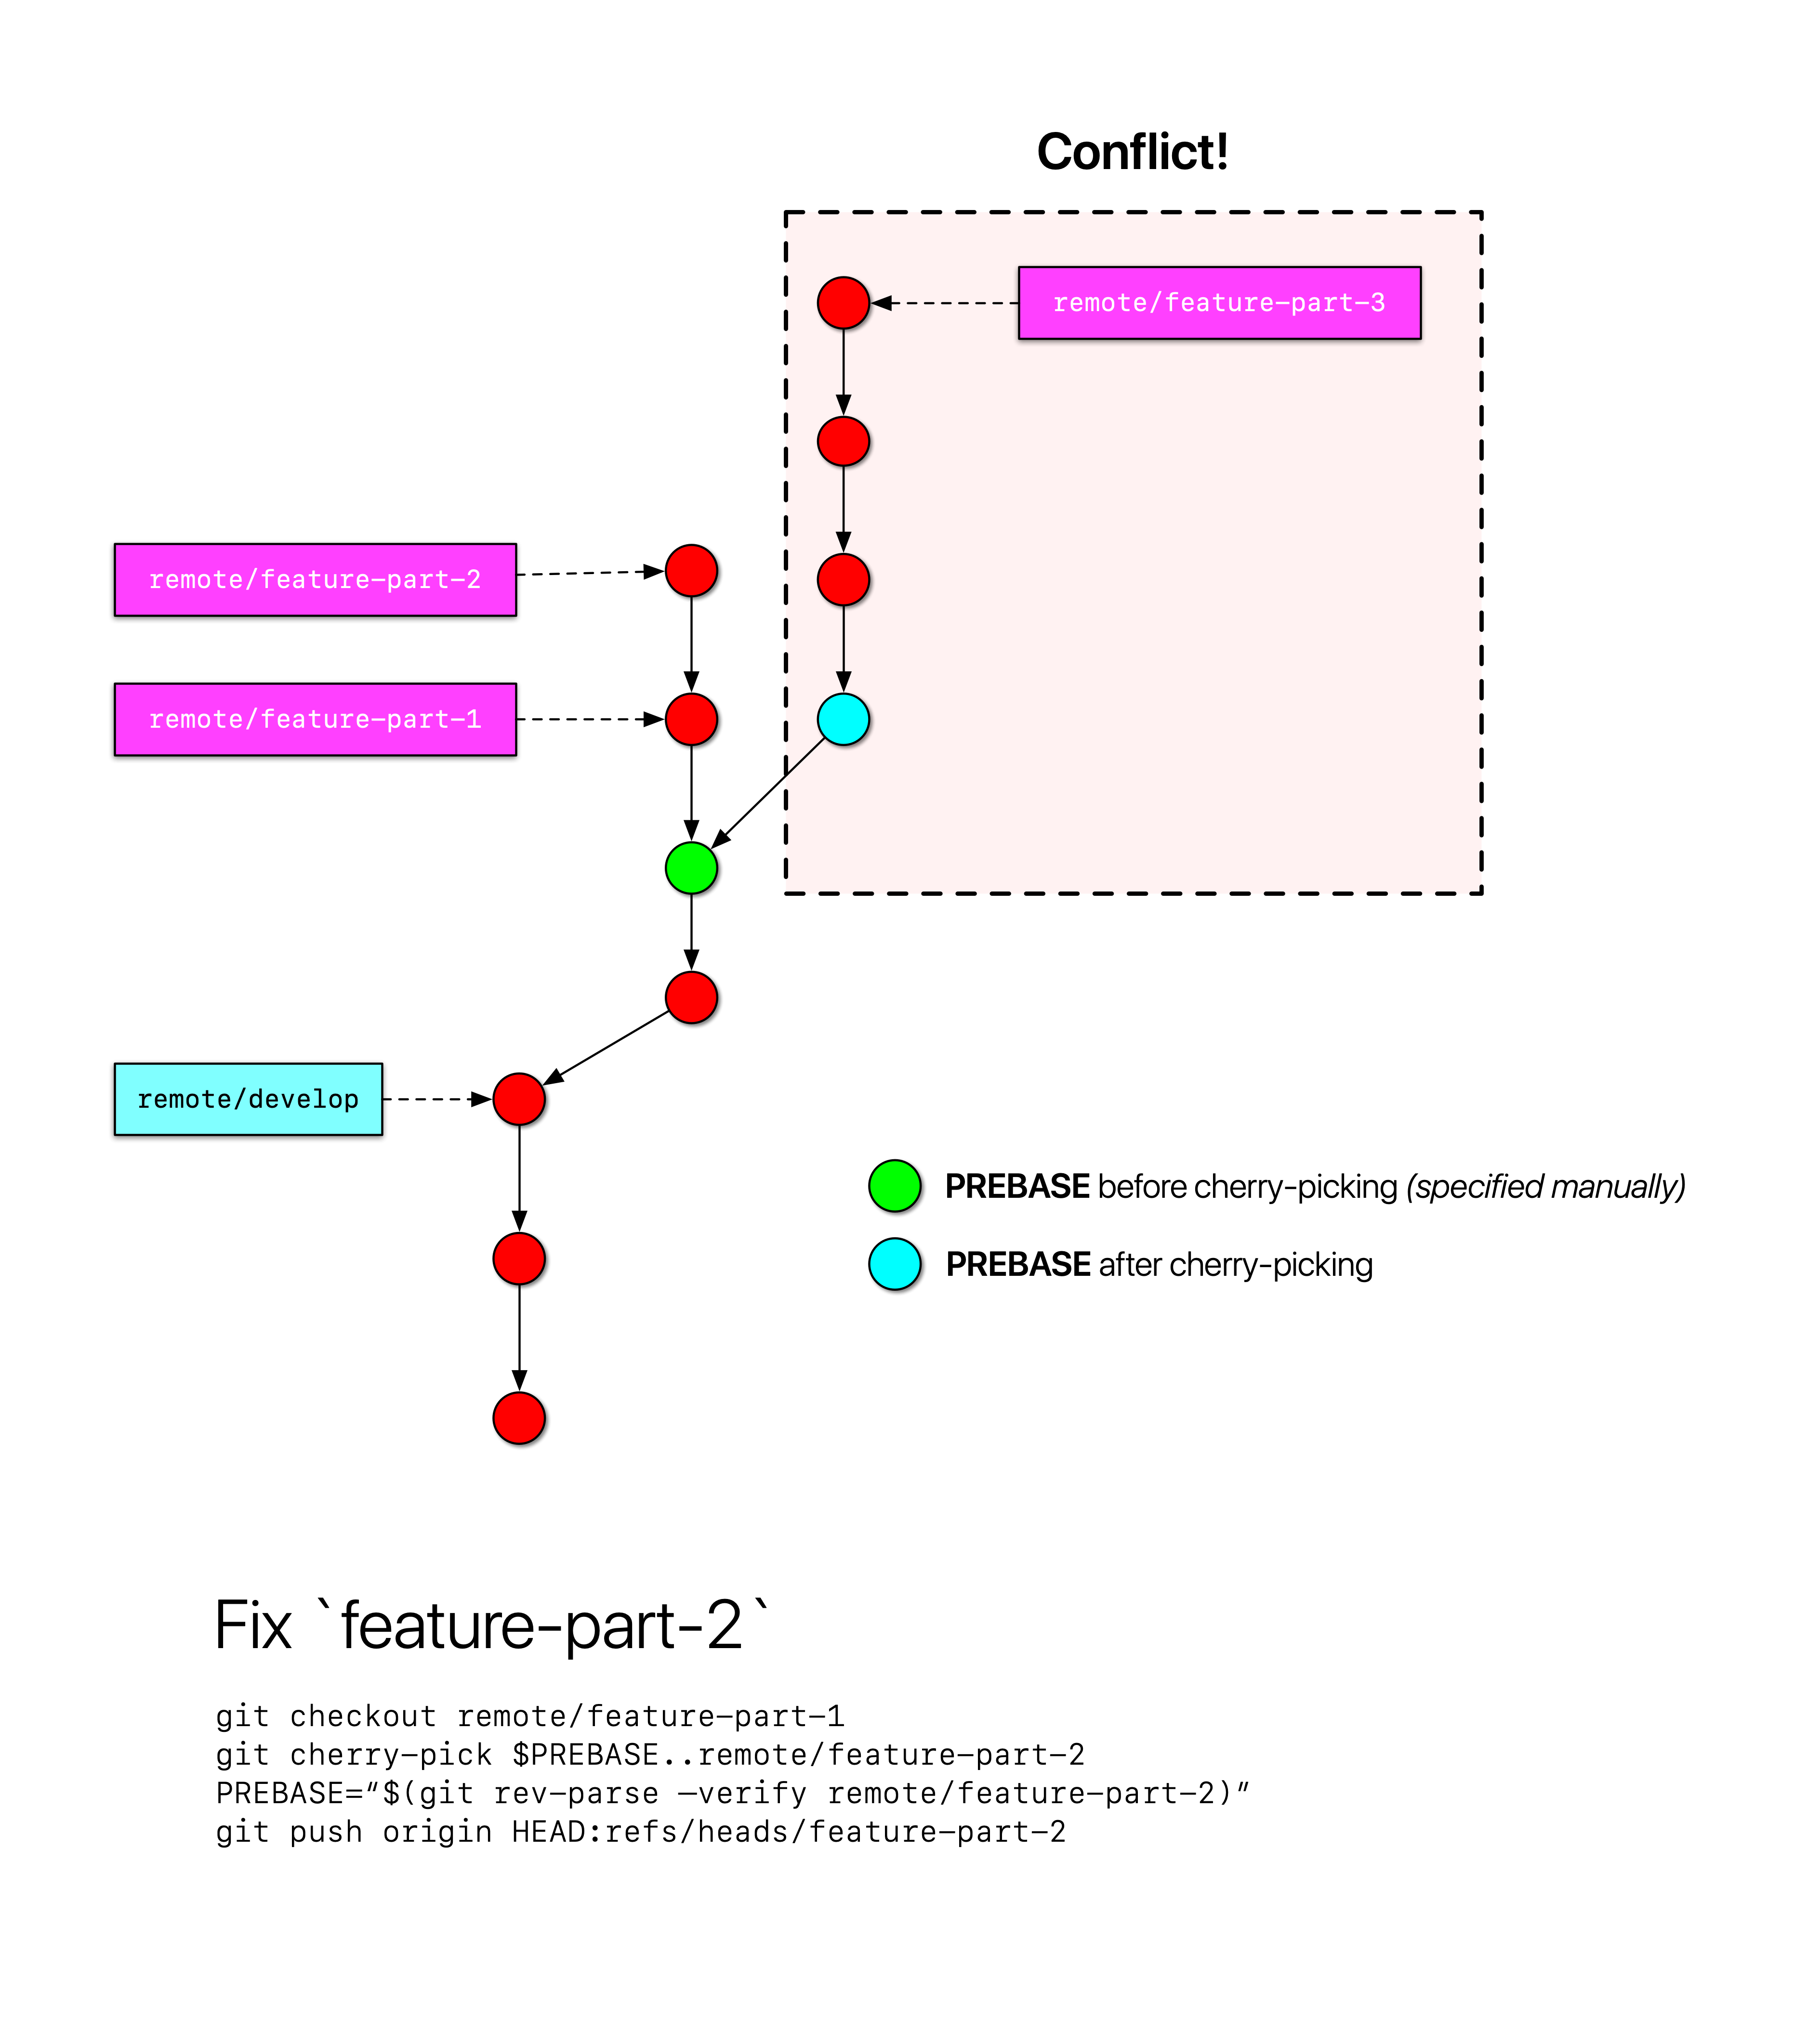 Conflict!
remote/feature-part-3
remote/feature-part-2
remote/feature-part-1
remote/develop
PREBASE before cherry-picking (specified manually)
PREBASE after cherry-picking
Fix `feature-part-2`
git checkout remote/feature-part-1
git cherry-pick $PREBASE..remote/feature-part-2
PREBASE=“$(git rev-parse —verify remote/feature-part-2)”
git push origin HEAD:refs/heads/feature-part-2